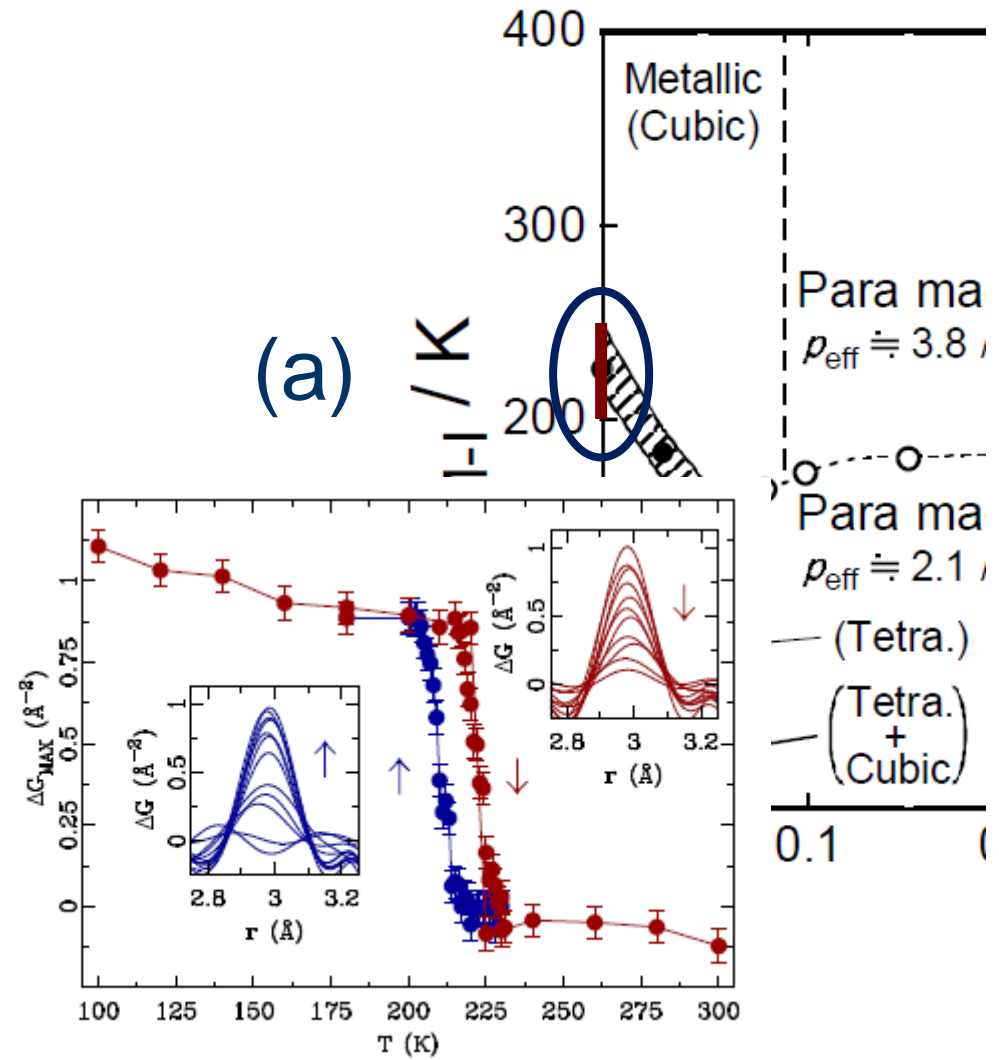 400
Metallic
(Cubic)
300
Para ma
p_eff ≒ 3.8
(a)
/ K
200
Para ma
p_eff ≒ 2.1
(Tetra.)
(Tetra.
+
Cubic)
0.1
ΔG_MAX (Å⁻²)
1
0.75
0.5
0.25
0
100 125 150 175 200 225 250 275 300
T (K)
ΔG (Å⁻²)
1
0.5
0
2.8 3 3.2
r (Å)
ΔG (Å⁻²)
1
0.5
0
2.8 3 3.2
r (Å)